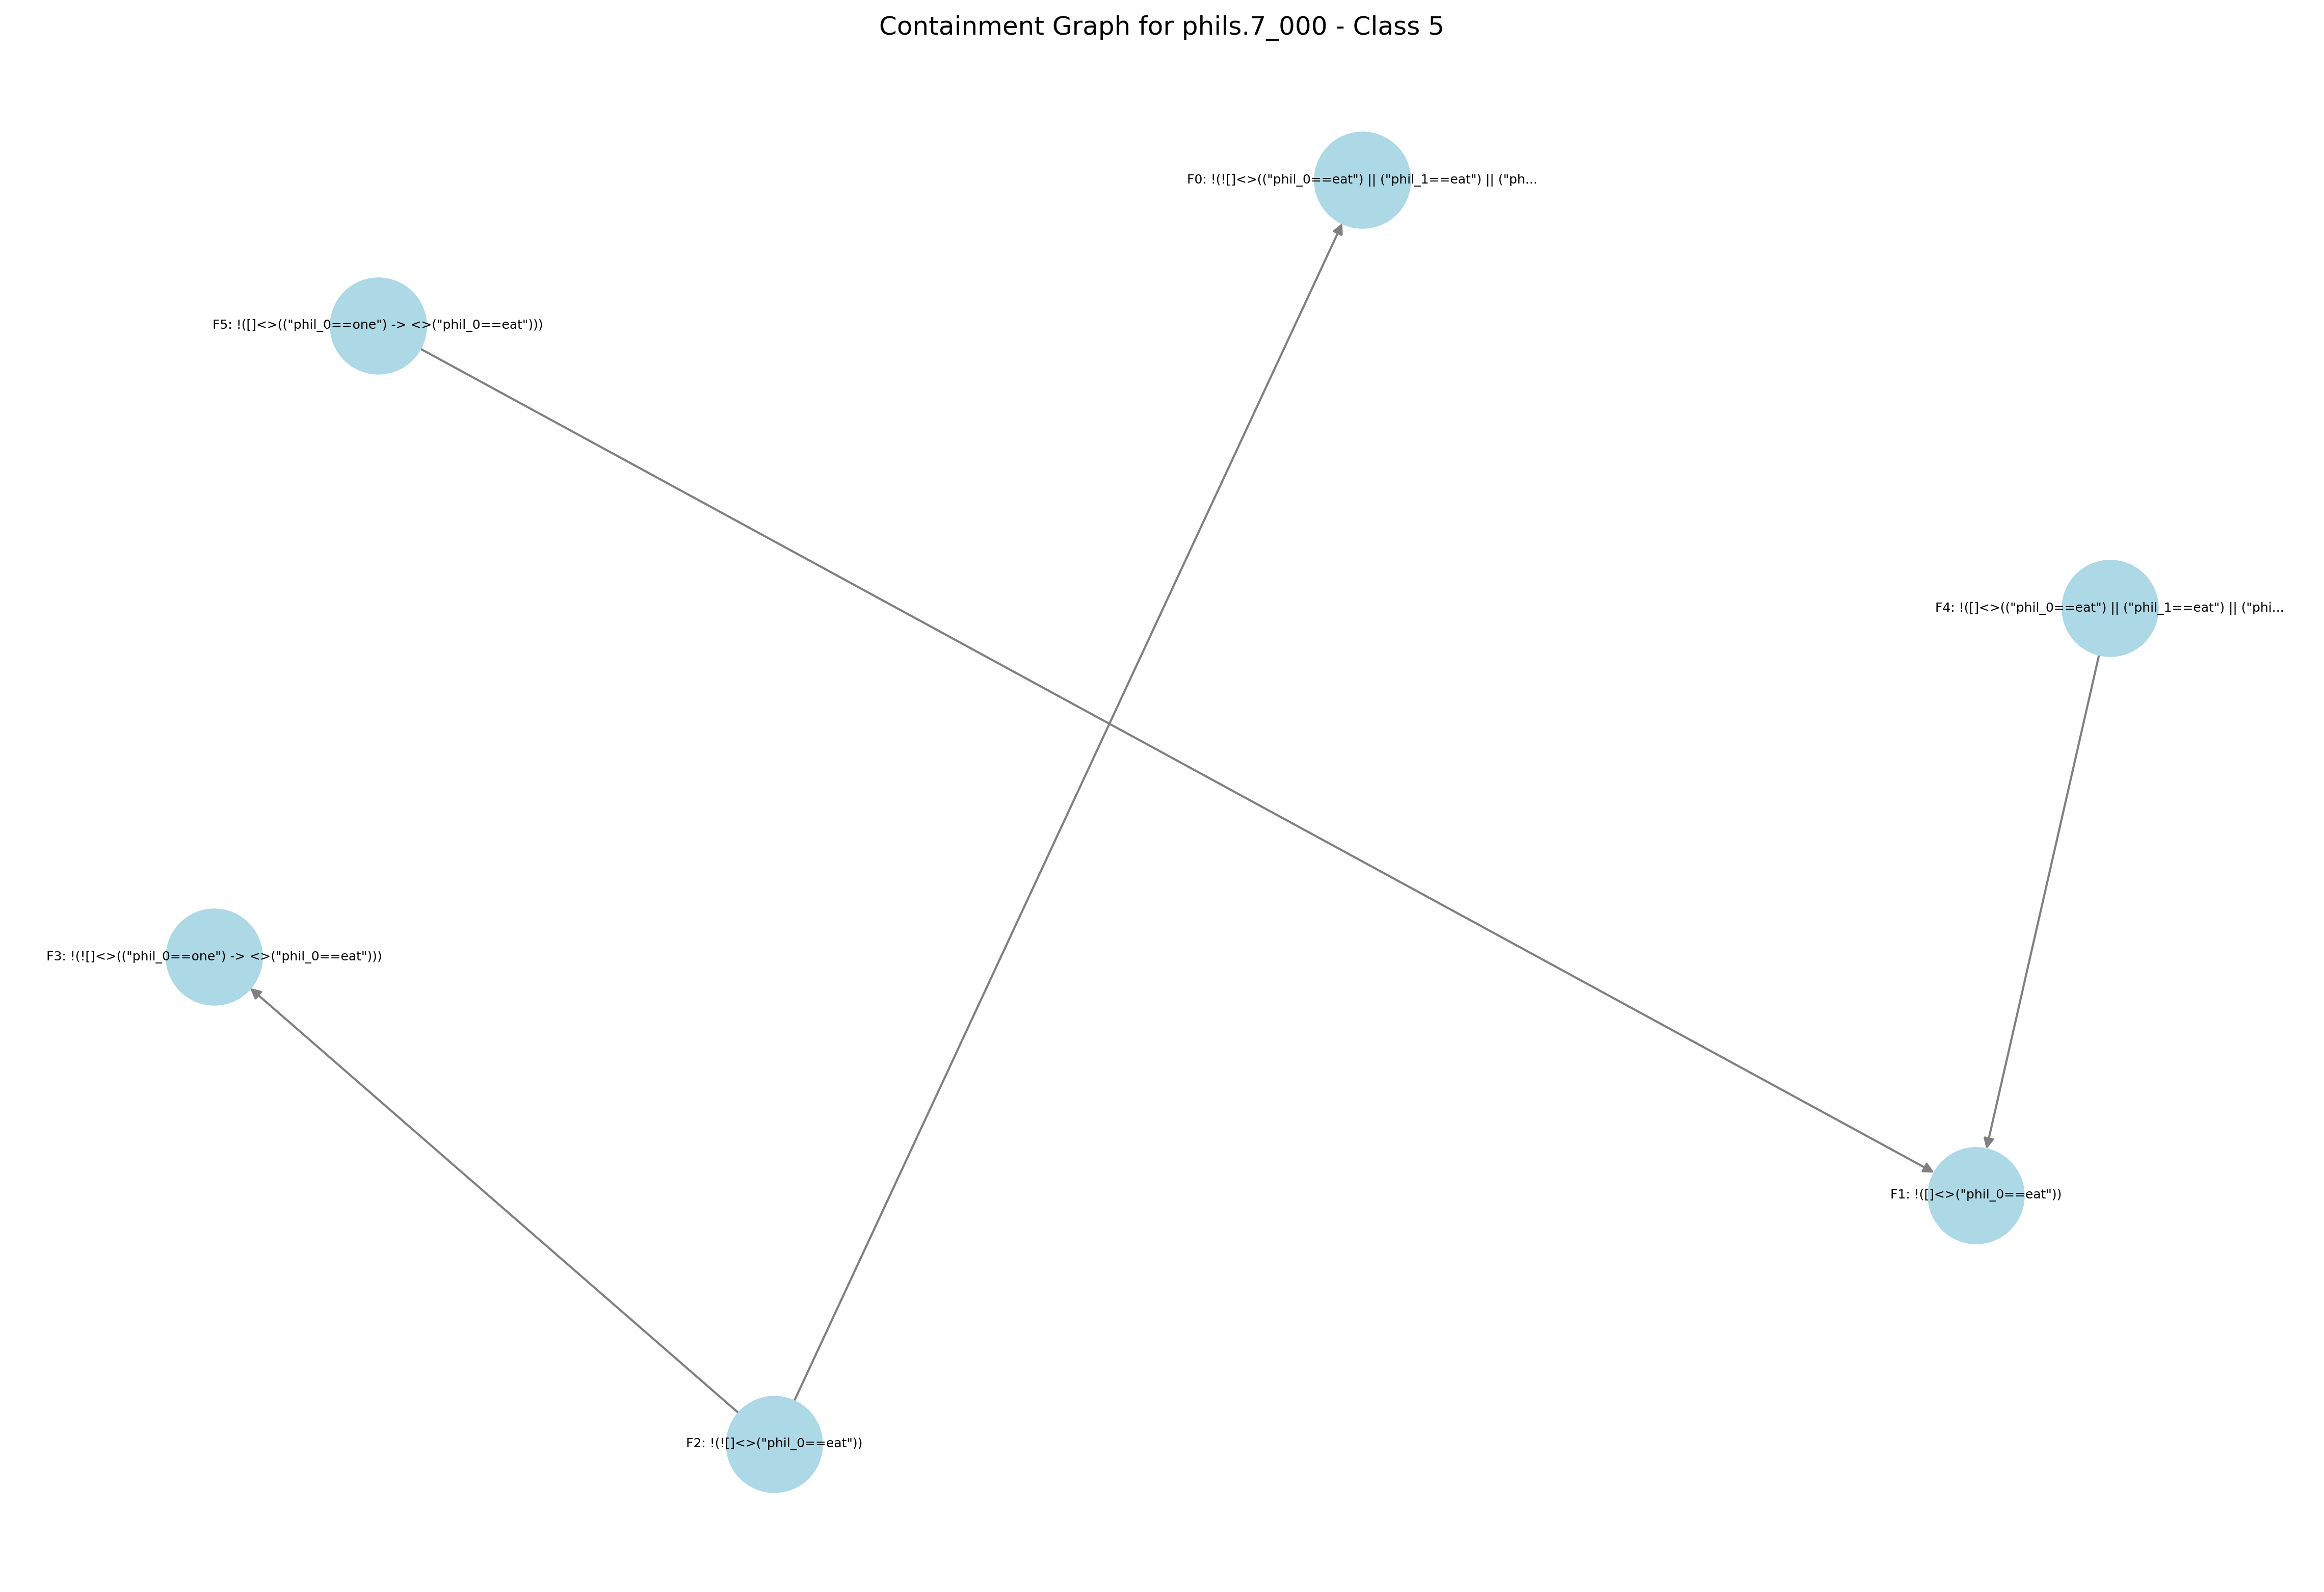 Containment Graph for phils.7_000 - Class 5
F0: !(![]<>(("phil_0==eat") || ("phil_1==eat") || ("ph...
F5: !([]<>(("phil_0==one") -> <>("phil_0==eat")))
F4: !([]<>(("phil_0==eat") || ("phil_1==eat") || ("phi...
F3: !(![]<>(("phil_0==one") -> <>("phil_0==eat")))
F1: !([]<>("phil_0==eat"))
F2: !(![]<>("phil_0==eat"))